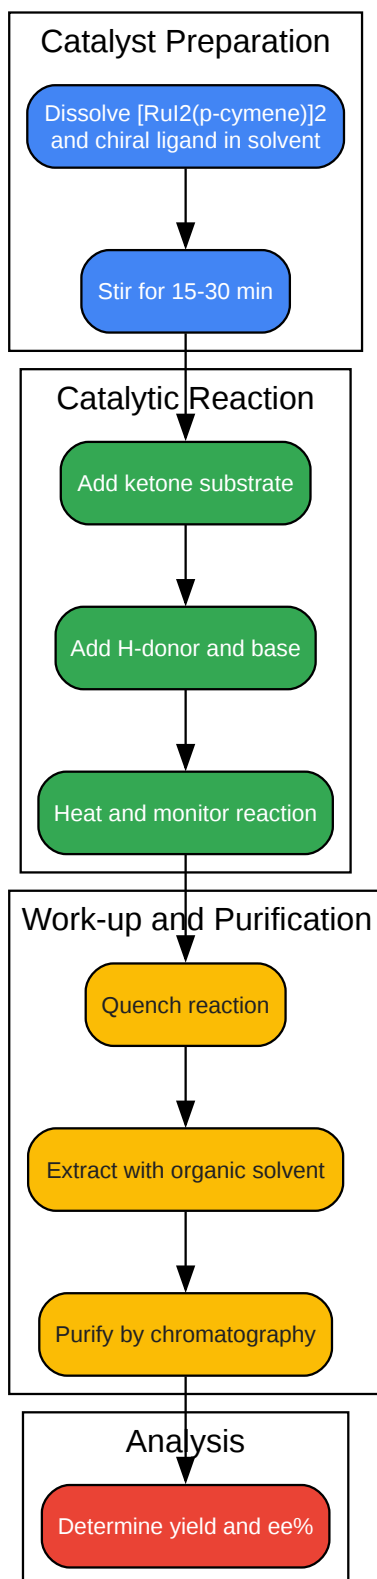 Catalyst Preparation
Dissolve [RuI2(p-cymene)]2
and chiral ligand in solvent
Stir for 15-30 min
Catalytic Reaction
Add ketone substrate
Add H-donor and base
Heat and monitor reaction
Work-up and Purification
Quench reaction
Extract with organic solvent
Purify by chromatography
Analysis
Determine yield and ee%